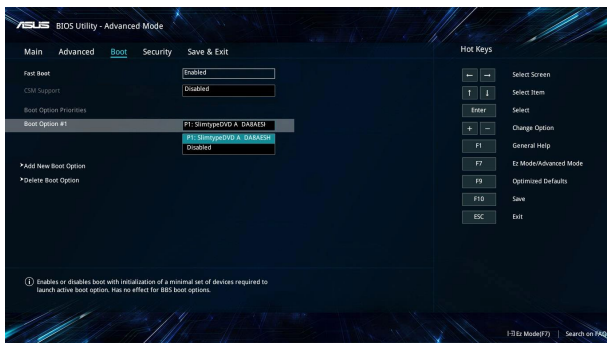 ASUS BIOS Utility - Advanced Mode
Main Advanced Boot Security Save & Exit
Hot Keys
Fast Boot Enabled
CSM Support Disabled
Boot Option Priorities
Boot Option #1 P1: SlimtypeDVD A DA8AESI
P1: SlimtypeDVD A DA8AESH
Disabled
➤Add New Boot Option
➤Delete Boot Option
← → Select Screen
↑ ↓ Select Item
Enter Select
+ − Change Option
F1 General Help
F7 Ez Mode/Advanced Mode
F9 Optimized Defaults
F10 Save
ESC Exit
Enables or disables boot with initialization of a minimal set of devices required to
launch active boot option. Has no effect for BBS boot options.
Ez Mode(F7) | Search on FAQ